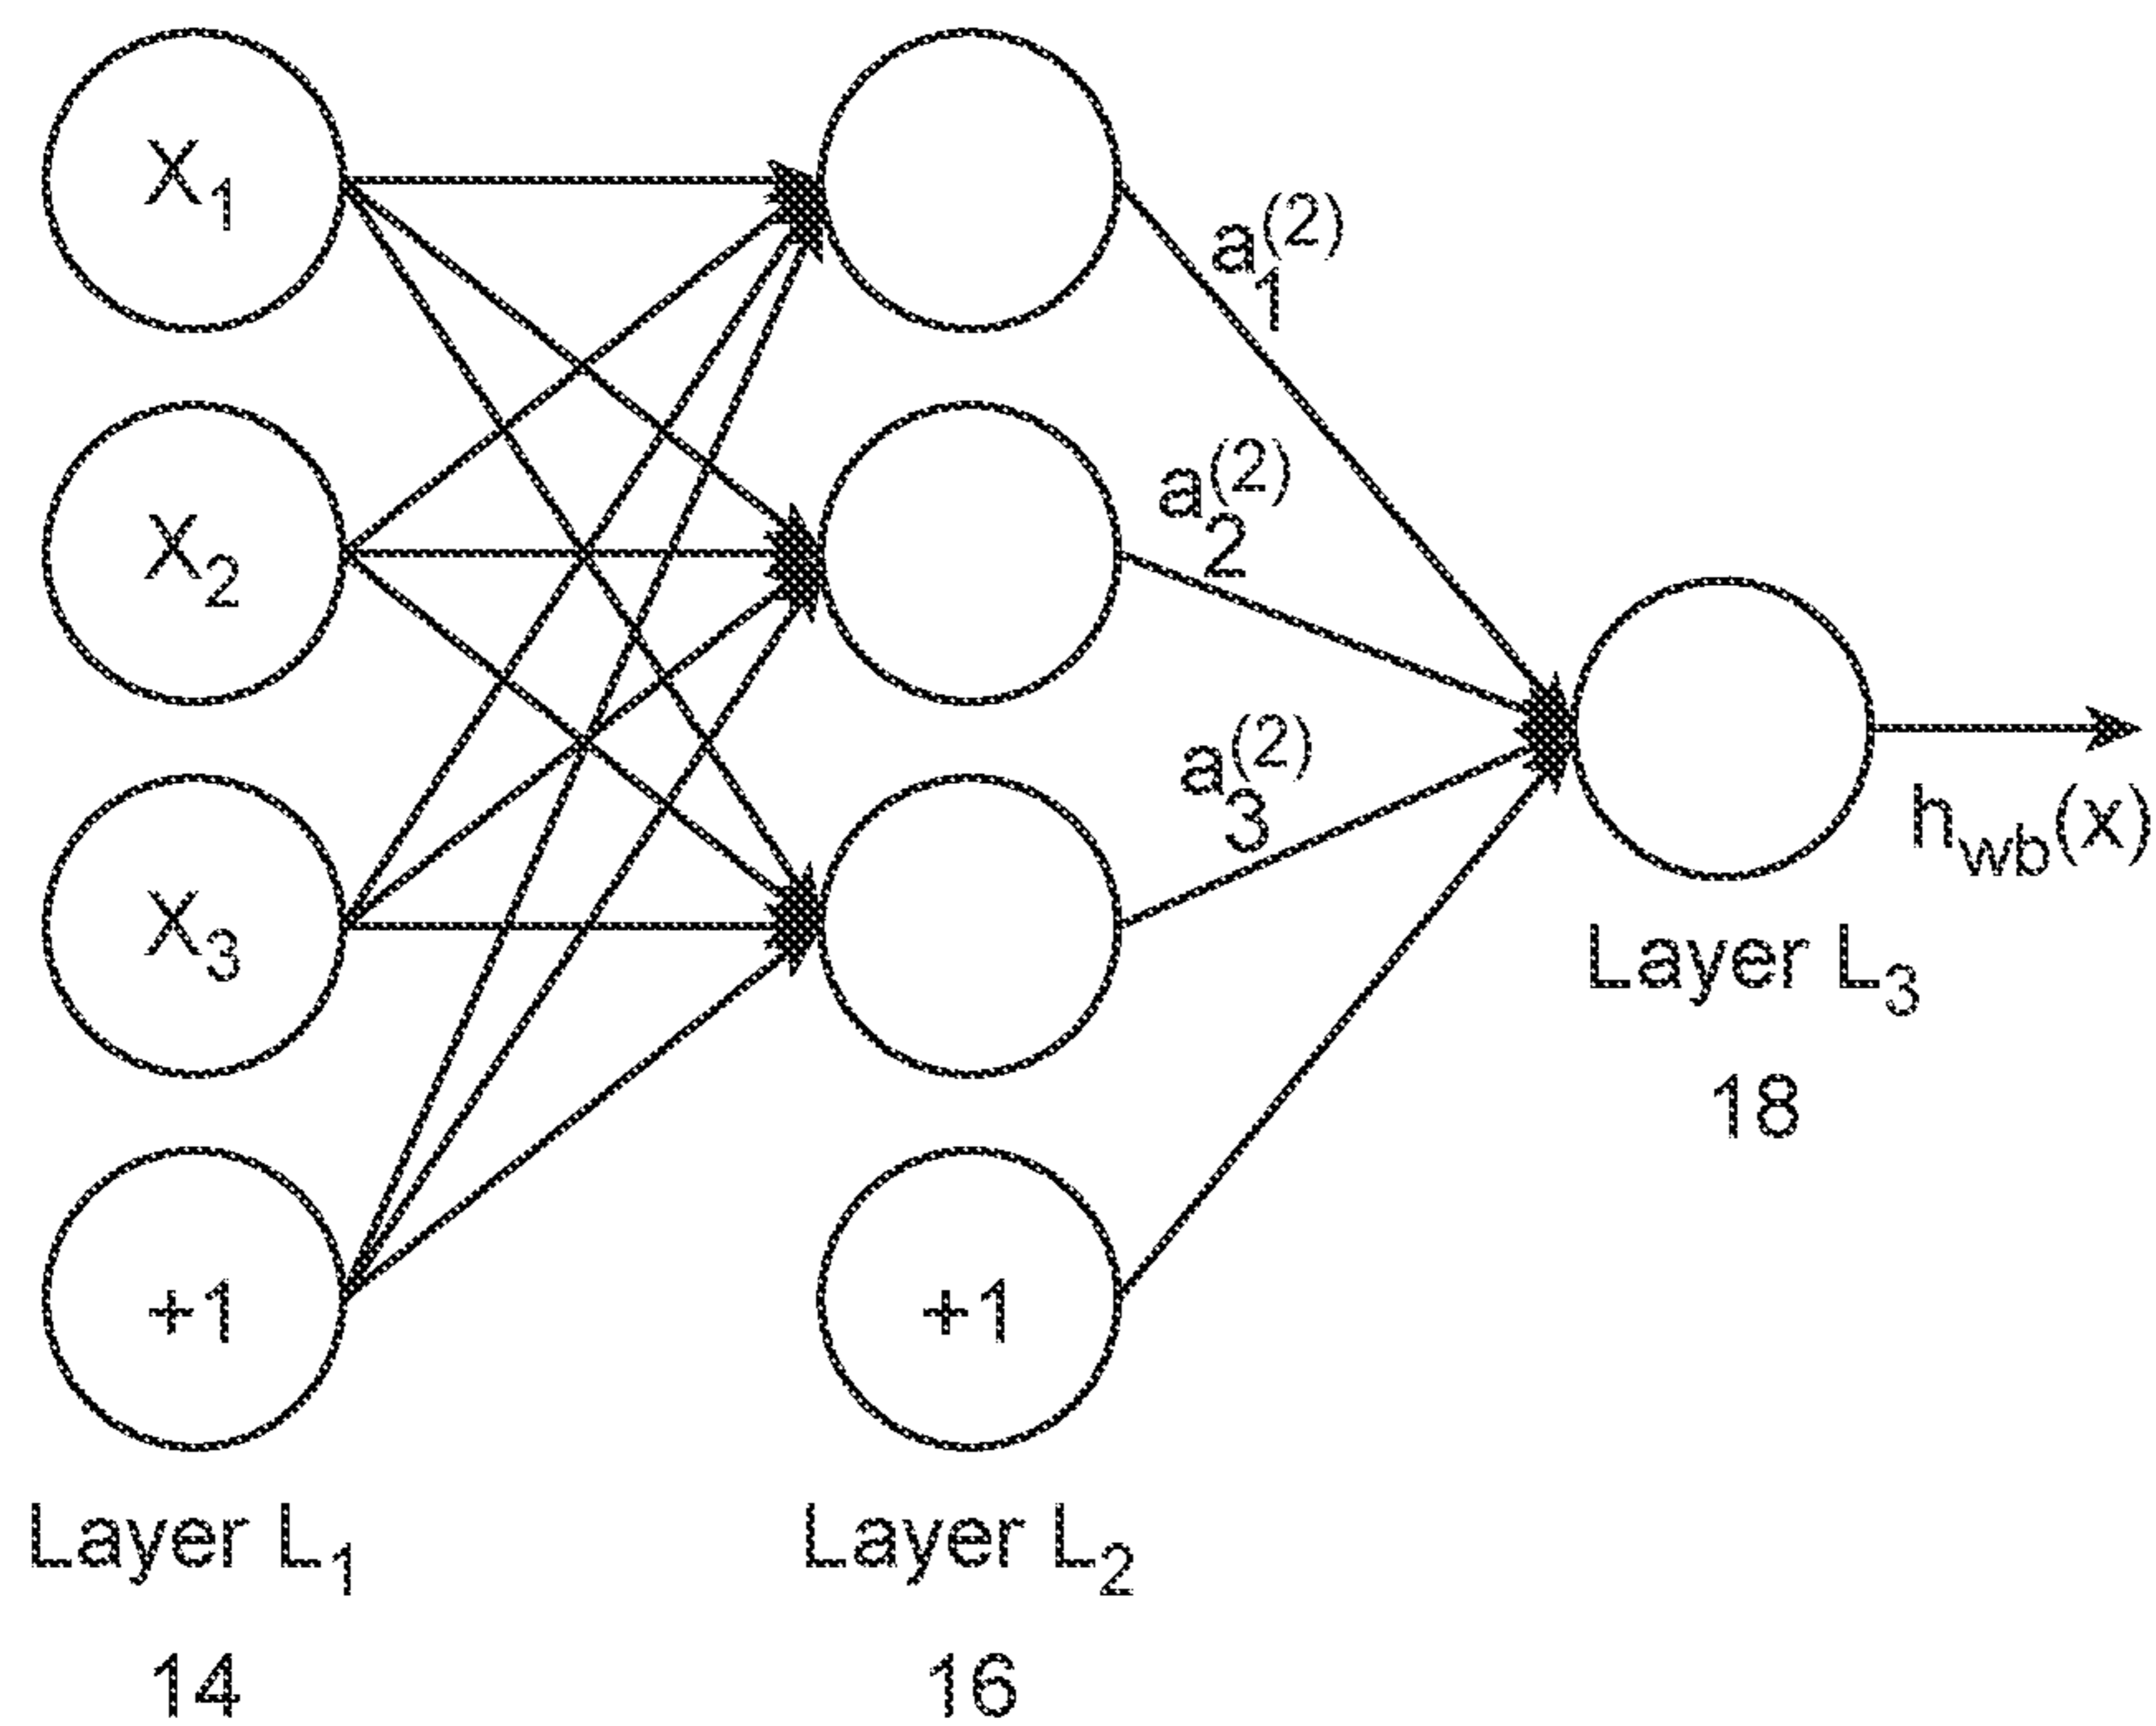 X₁
X₂
X₃
+1
Layer L₁
14
a₁⁽²⁾
a₂⁽²⁾
a₃⁽²⁾
+1
Layer L₂
16
h_wb(x)
Layer L₃
18